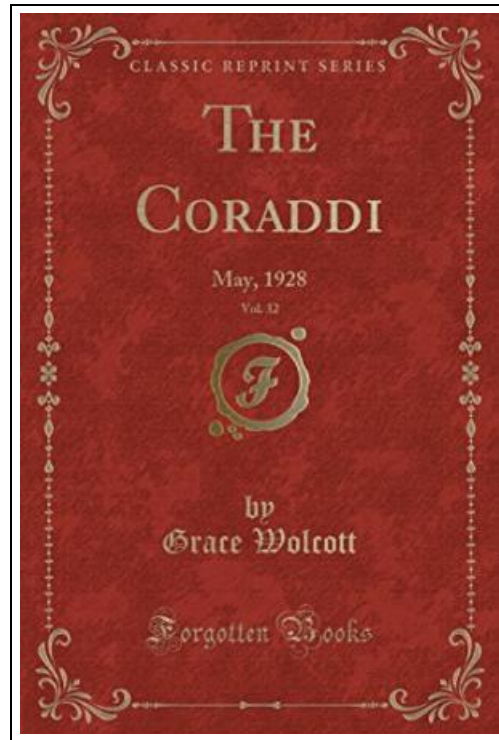 CLASSIC REPRINT SERIES
THE
CORADDI
May, 1928
Vol. 32
F
by
Grace Wolcott
Forgotten Books